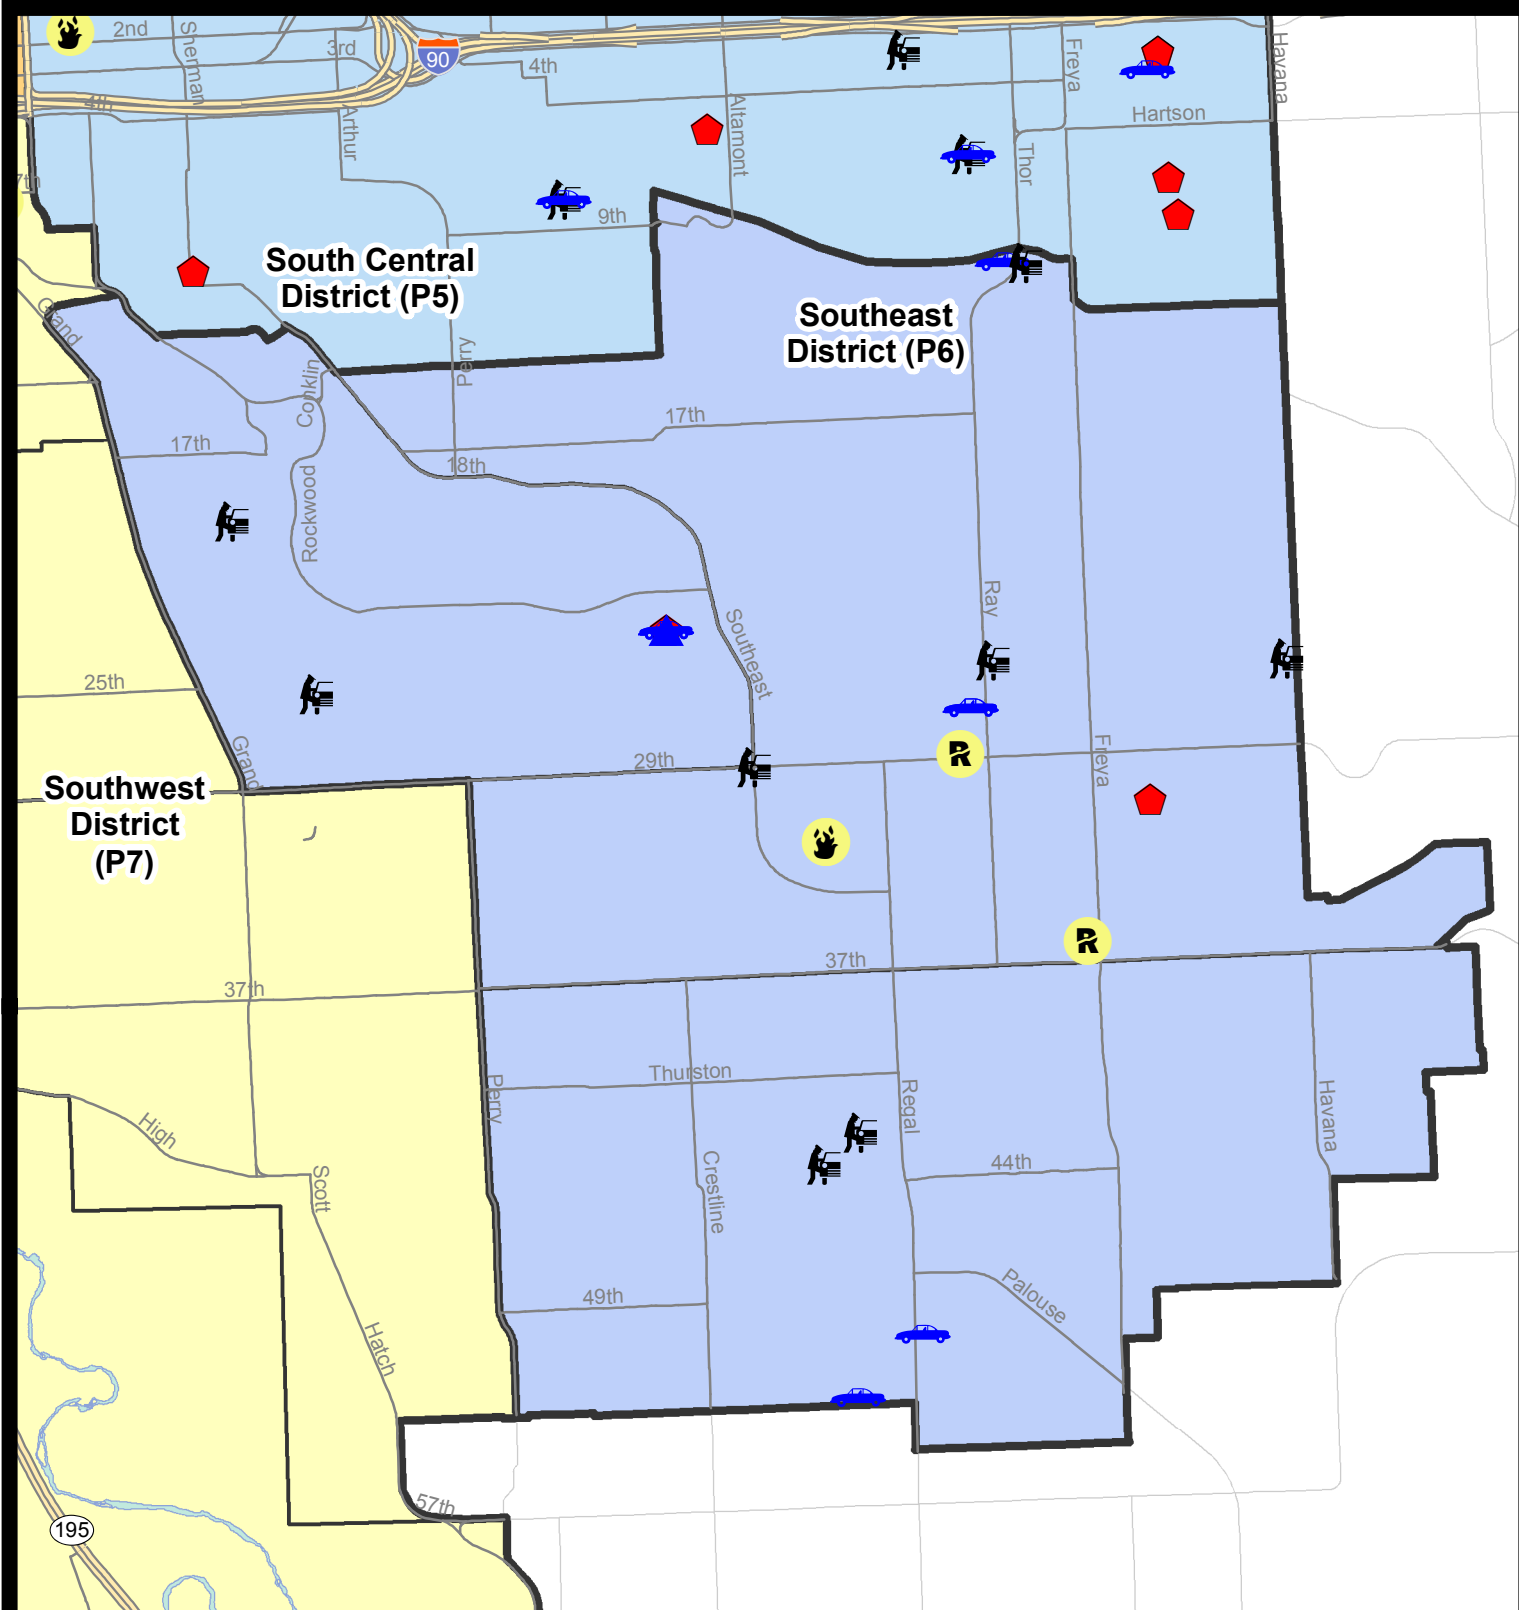 2nd
Sherman
3rd
90
4th
Freya
Havana
4th
Arthur
Altamont
Hartson
Thor
7th
9th
South Central
District (P5)
Grand
Southeast
District (P6)
Perry
Conklin
17th
17th
18th
Rockwood
Ray
Southeast
25th
Grand
29th
Freya
R
Southwest
District
(P7)
R
37th
37th
Thurston
Perry
Regal
Havana
High
Scott
Crestline
44th
49th
Palouse
Hatch
57th
195